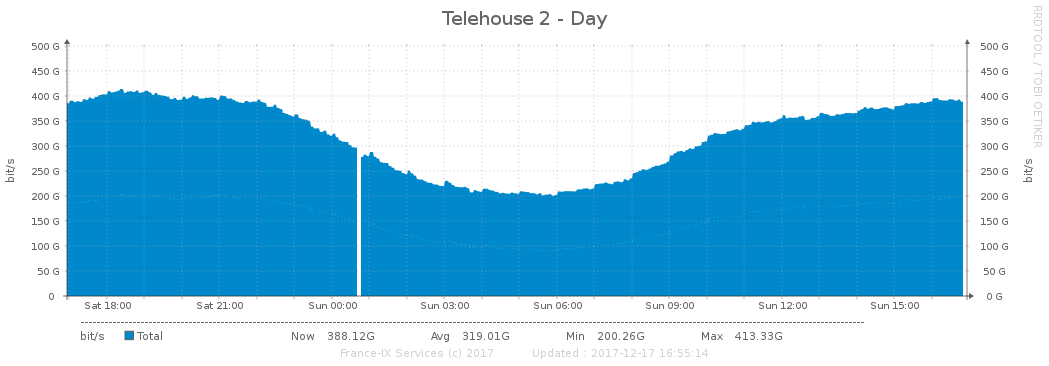 Telehouse 2 - Day
RRDTOOL / TOBI OETIKER
bit/s
500 G 500 G
450 G 450 G
400 G 400 G
350 G 350 G
300 G 300 G
250 G 250 G
200 G 200 G
150 G 150 G
100 G 100 G
50 G 50 G
0 0 G
bit/s
Sat 18:00 Sat 21:00 Sun 00:00 Sun 03:00 Sun 06:00 Sun 09:00 Sun 12:00 Sun 15:00
bit/s Total Now 388.12G Avg 319.01G Min 200.26G Max 413.33G
France-IX Services (c) 2017 Updated : 2017-12-17 16:55:14